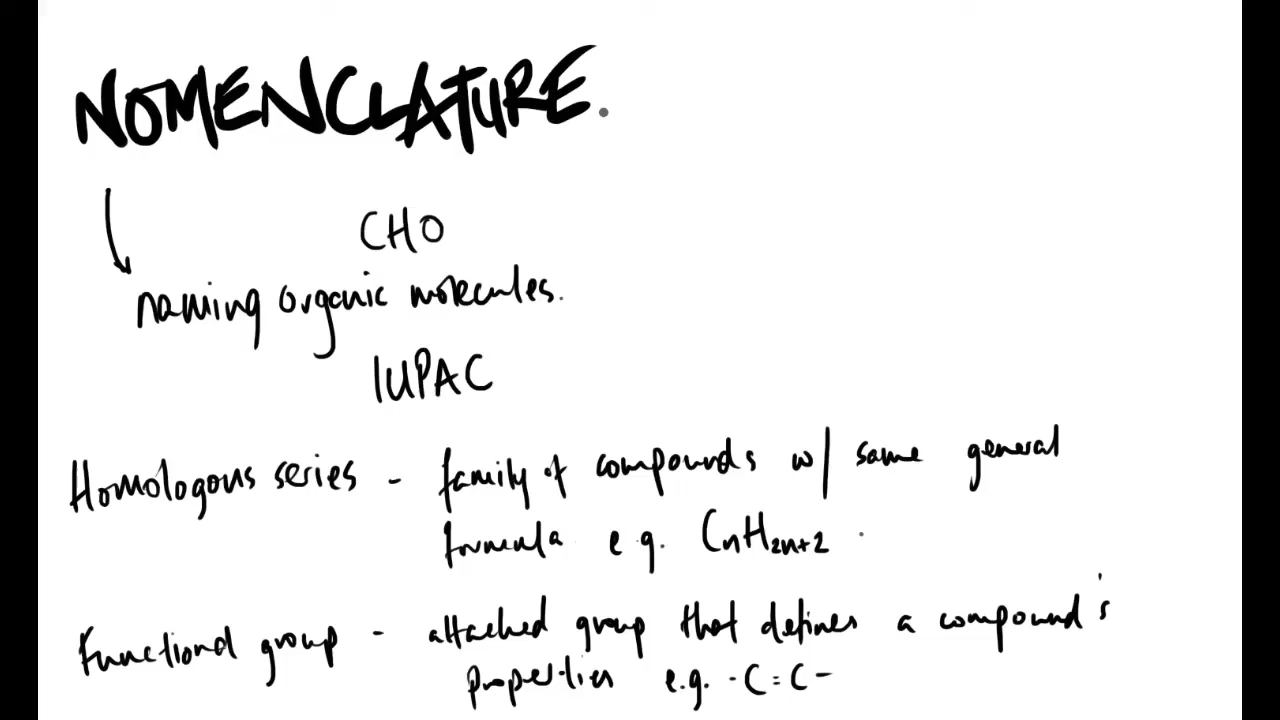 NOMENCLATURE.
CHO
naming organic molecules.
IUPAC
Homologous series - family of compounds w/ same general
formula e.g. CnH2n+2
Functional group - attached group that defines a compound's
properties e.g. -C=C-